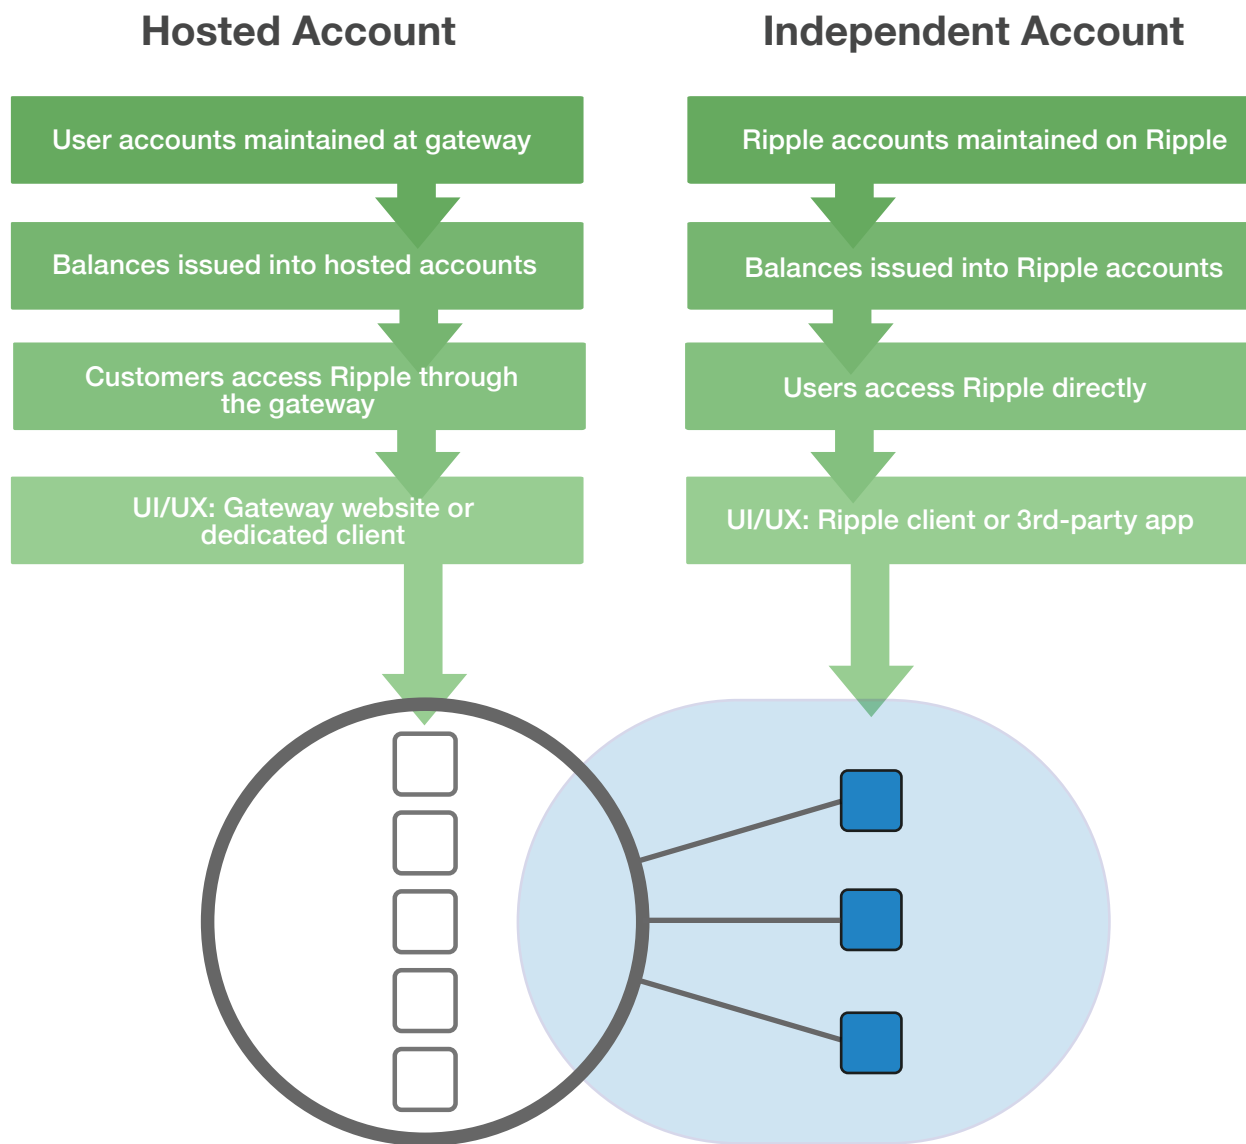 Hosted Account
User accounts maintained at gateway
Balances issued into hosted accounts
Customers access Ripple through
the gateway
UI/UX: Gateway website or
dedicated client
Independent Account
Ripple accounts maintained on Ripple
Balances issued into Ripple accounts
Users access Ripple directly
UI/UX: Ripple client or 3rd-party app